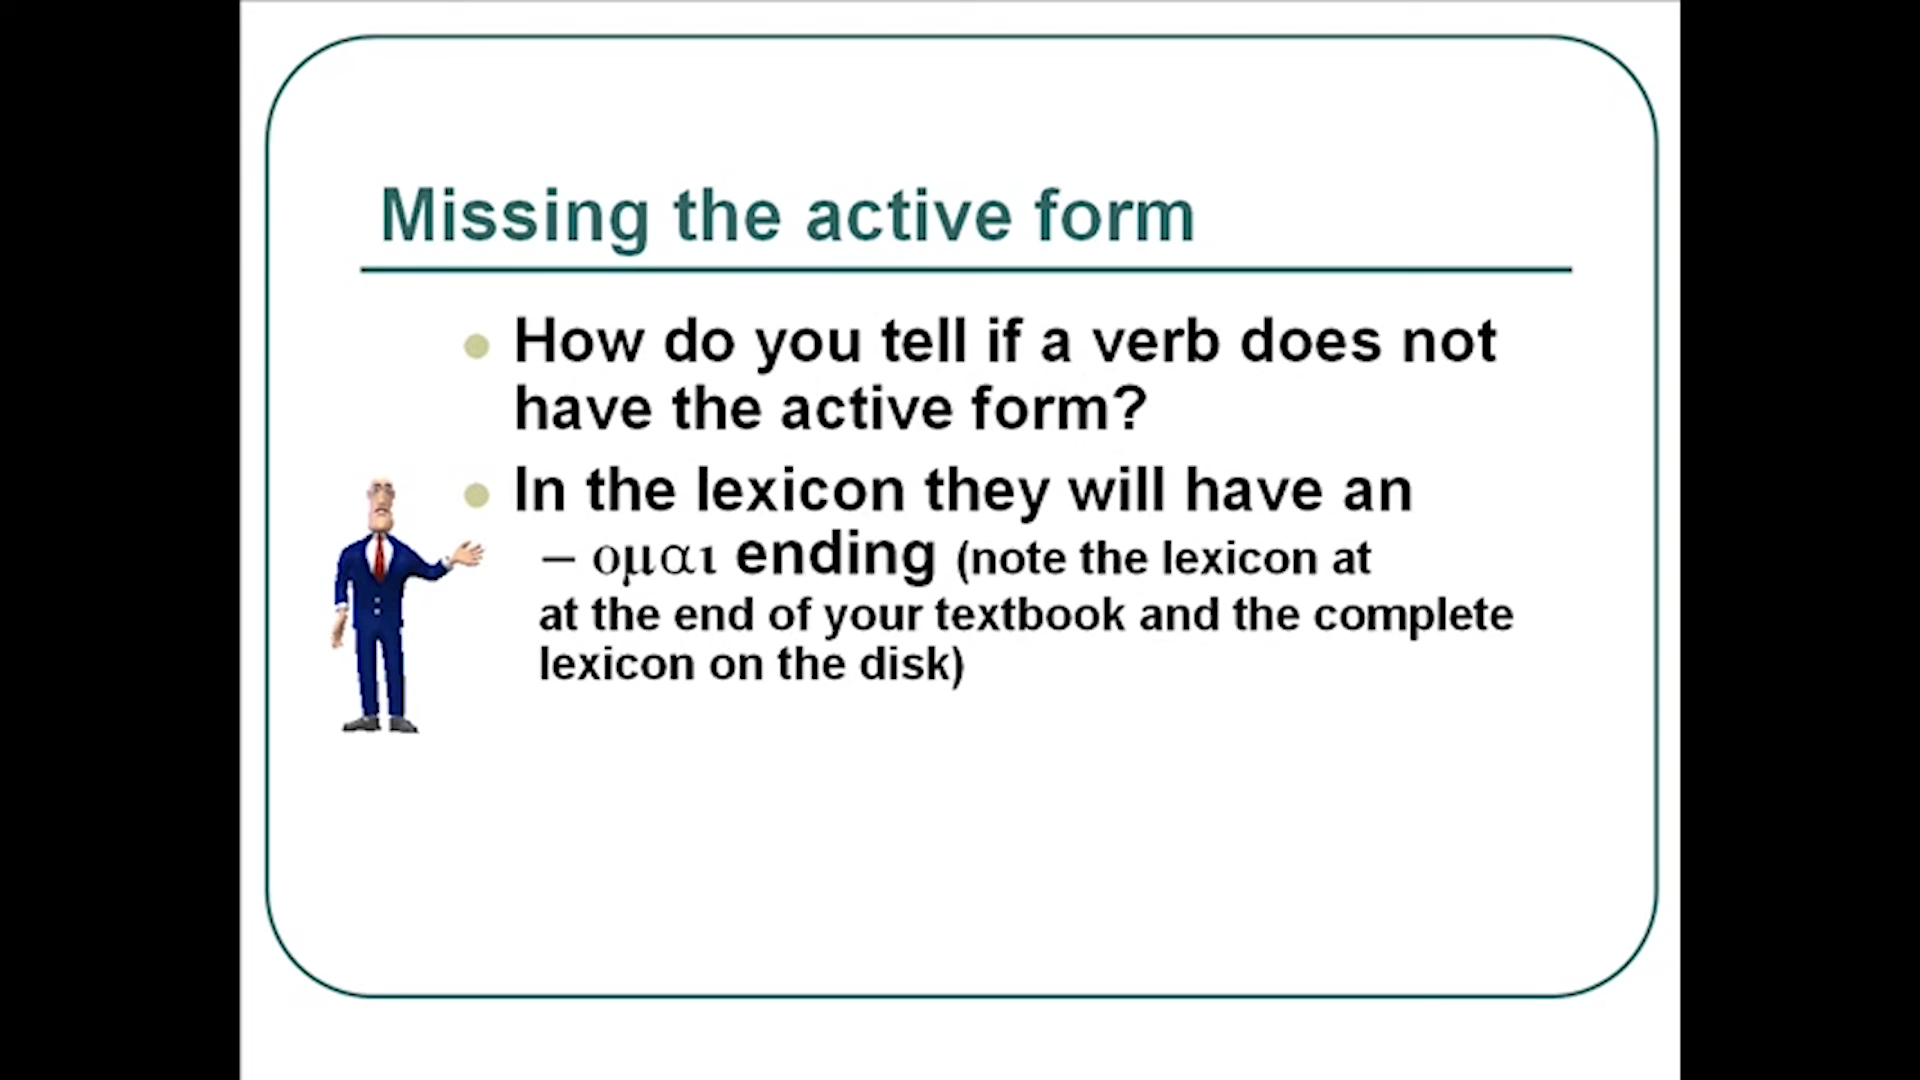 Missing the active form
How do you tell if a verb does not
have the active form?
In the lexicon they will have an
– ομαι ending (note the lexicon at
at the end of your textbook and the complete
lexicon on the disk)